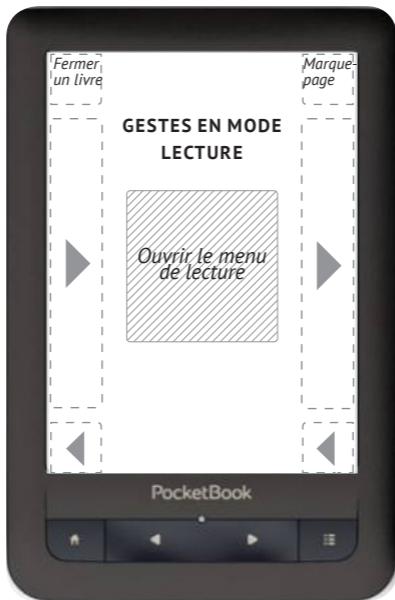 Fermer
un livre
Marque-
page
GESTES EN MODE
LECTURE
Ouvrir le menu
de lecture
PocketBook